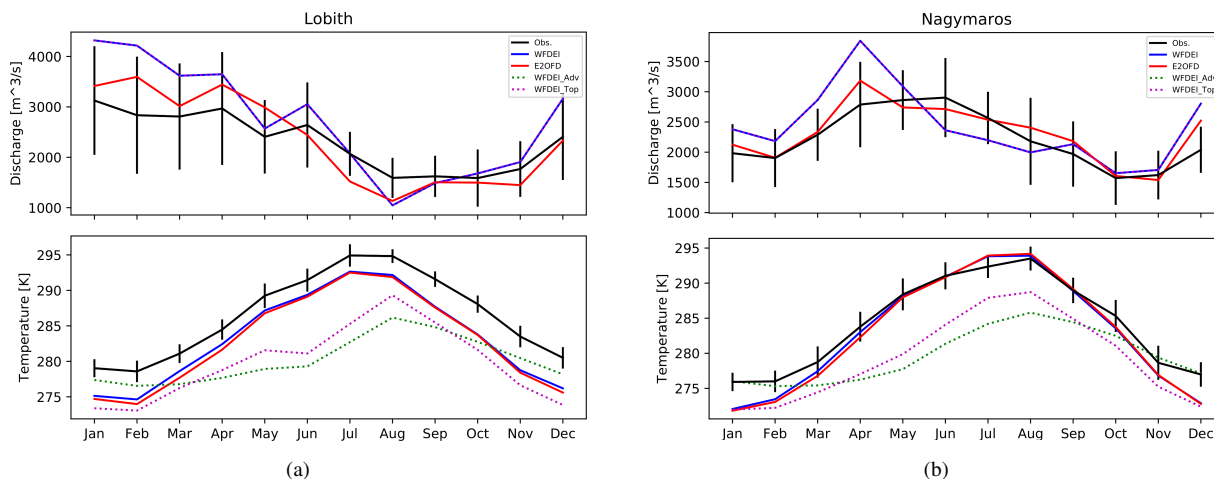 Lobith
Discharge [m^3/s]
4000
3000
2000
1000
Obs.
WFDEI
E2OFD
WFDEI_Adv
WFDEI_Top
Temperature [K]
295
290
285
280
275
Jan Feb Mar Apr May Jun Jul Aug Sep Oct Nov Dec
(a)
Nagymaros
Discharge [m^3/s]
3500
3000
2500
2000
1500
1000
Obs.
WFDEI
E2OFD
WFDEI_Adv
WFDEI_Top
Temperature [K]
295
290
285
280
275
Jan Feb Mar Apr May Jun Jul Aug Sep Oct Nov Dec
(b)